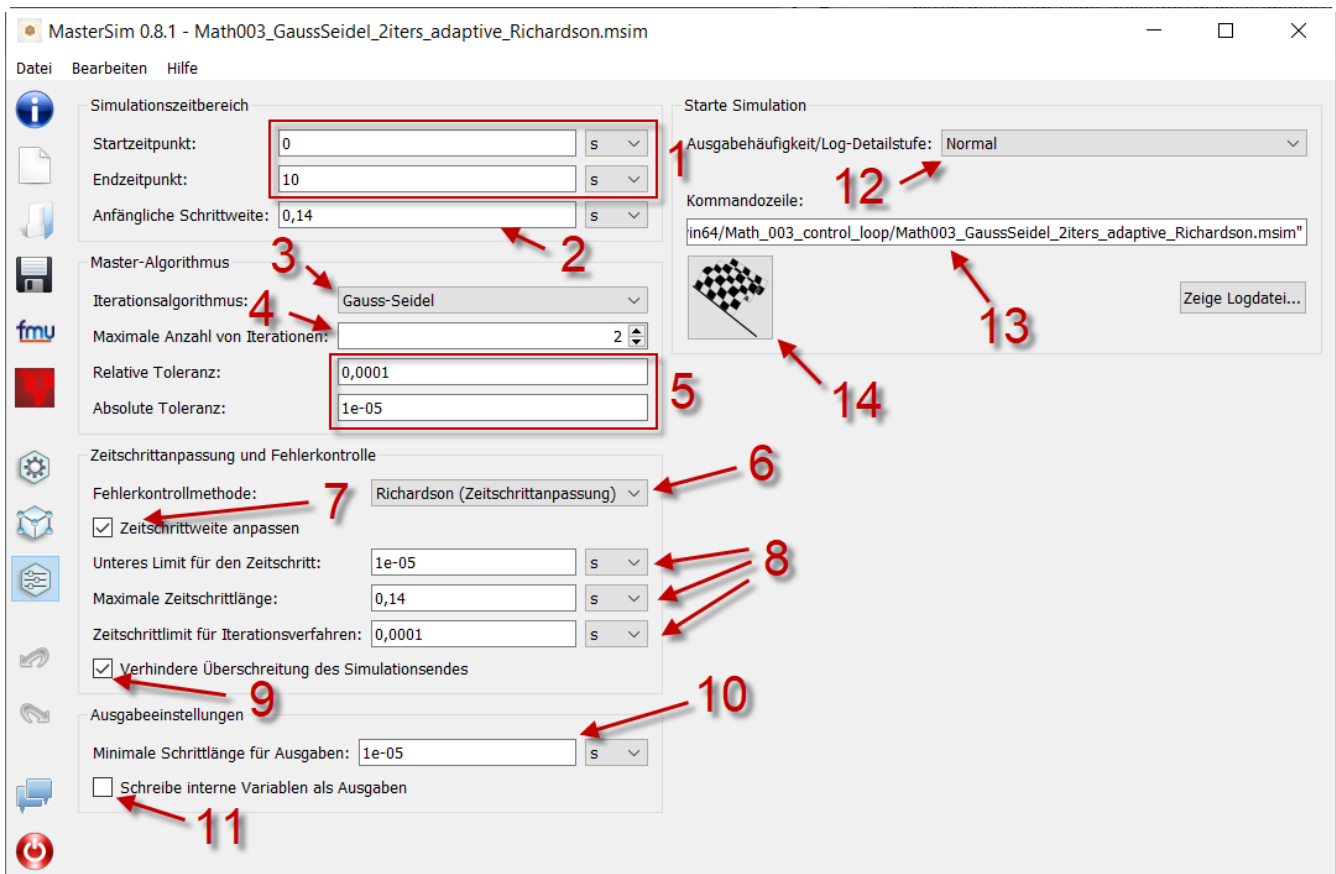 MasterSim 0.8.1 - Math003_GaussSeidel_2iters_adaptive_Richardson.msim
Datei Bearbeiten Hilfe
Simulationszeitbereich
Startzeitpunkt: 0 s
1
Endzeitpunkt: 10 s
Anfängliche Schrittweite: 0,14 s
2
Master-Algorithmus
3
Iterationsalgorithmus: Gauss-Seidel
4
Maximale Anzahl von Iterationen: 2
Relative Toleranz: 0,0001
5
Absolute Toleranz: 1e-05
Zeitschrittanpassung und Fehlerkontrolle
6
Fehlerkontrollmethode: Richardson (Zeitschrittanpassung)
7
Zeitschrittweite anpassen
Unteres Limit für den Zeitschritt: 1e-05 s
8
Maximale Zeitschrittlänge: 0,14 s
Zeitschrittlimit für Iterationsverfahren: 0,0001 s
Verhindere Überschreitung des Simulationsendes
9
10
Ausgabeeinstellungen
Minimale Schrittlänge für Ausgaben: 1e-05 s
Schreibe interne Variablen als Ausgaben
11
Starte Simulation
Ausgabehäufigkeit/Log-Detailstufe: Normal
12
Kommandozeile:
in64/Math_003_control_loop/Math003_GaussSeidel_2iters_adaptive_Richardson.msim"
13
Zeige Logdatei...
14
fmu